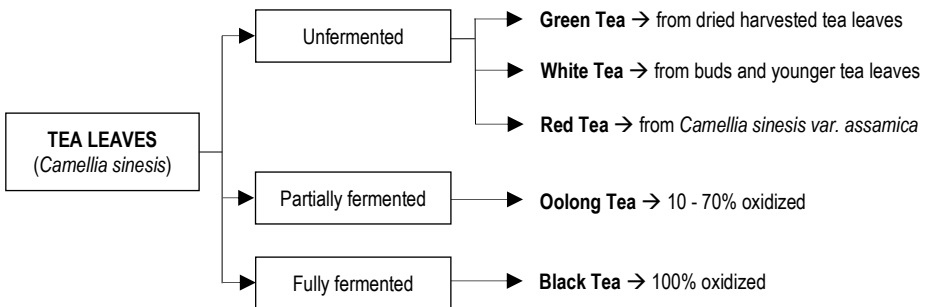 Unfermented
Green Tea → from dried harvested tea leaves
White Tea → from buds and younger tea leaves
Red Tea → from Camellia sinesis var. assamica
TEA LEAVES
(Camellia sinesis)
Partially fermented
Oolong Tea → 10 - 70% oxidized
Fully fermented
Black Tea → 100% oxidized